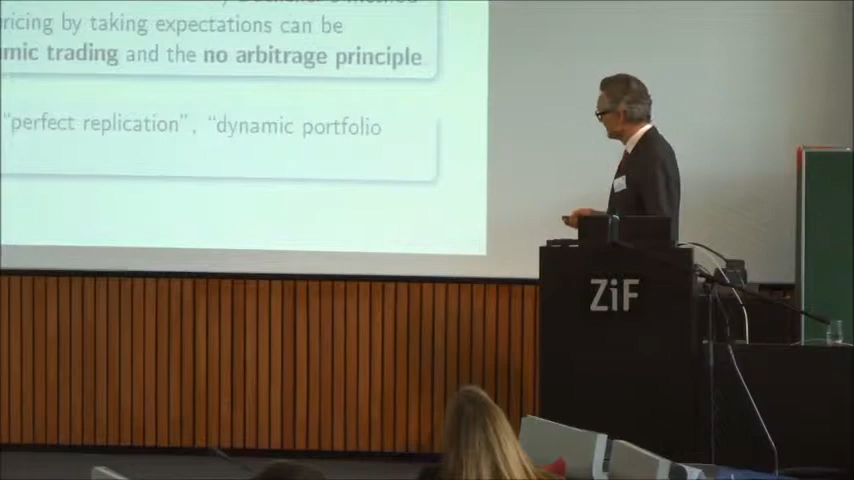 ricing by taking expectations can be
mic trading and the no arbitrage principle
"perfect replication", "dynamic portfolio
ZiF